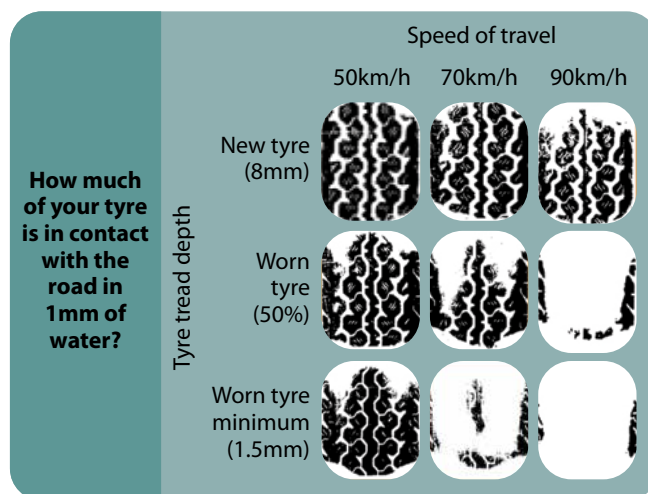 How much
of your tyre
is in contact
with the
road in
1mm of
water?
Tyre tread depth
Speed of travel
50km/h 70km/h 90km/h
New tyre
(8mm)
Worn
tyre
(50%)
Worn tyre
minimum
(1.5mm)